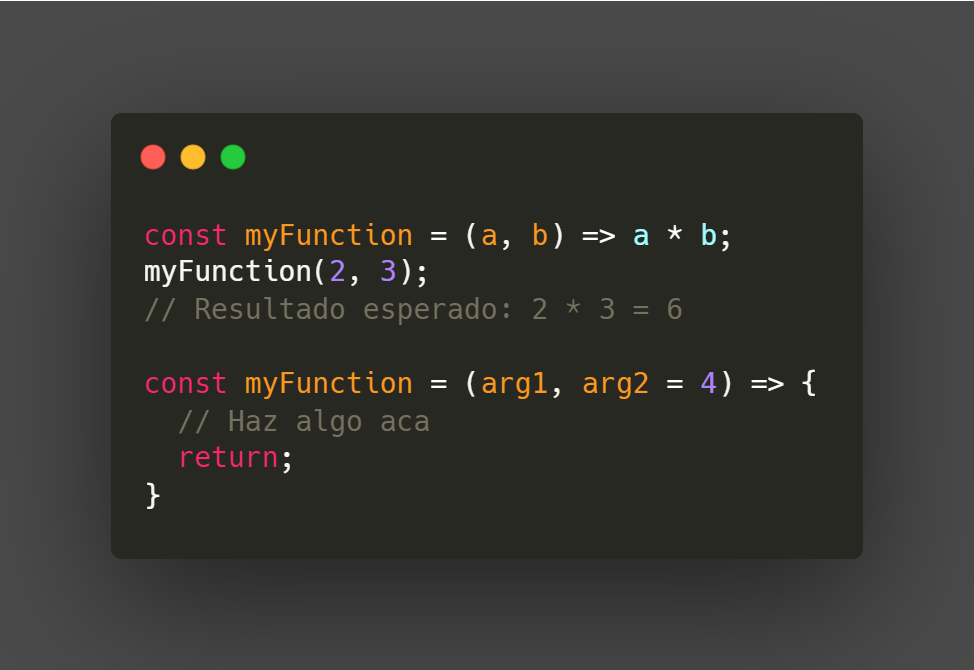 const myFunction = (a, b) => a * b;
myFunction(2, 3);
// Resultado esperado: 2 * 3 = 6

const myFunction = (arg1, arg2 = 4) => {
  // Haz algo aca
  return;
}